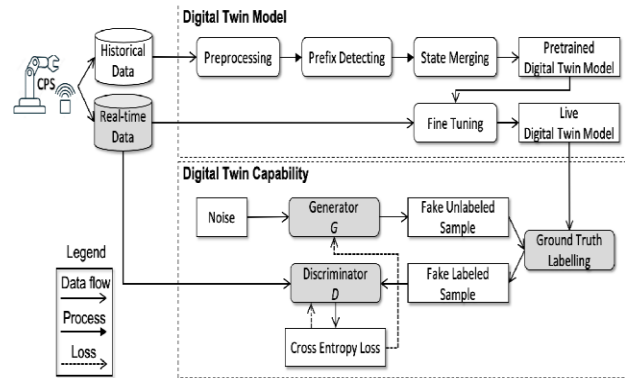 Digital Twin Model
CPS
Historical
Data
Preprocessing
Prefix Detecting
State Merging
Pretrained
Digital Twin Model
Real-time
Data
Fine Tuning
Live
Digital Twin Model
Digital Twin Capability
Noise
Generator
G
Fake Unlabeled
Sample
Ground Truth
Labelling
Discriminator
D
Fake Labeled
Sample
Cross Entropy Loss
Legend
Data flow
Process
Loss